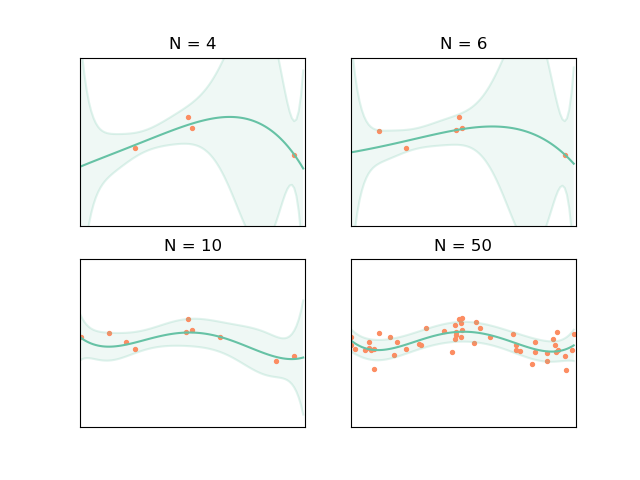 N = 4
N = 6
N = 10
N = 50